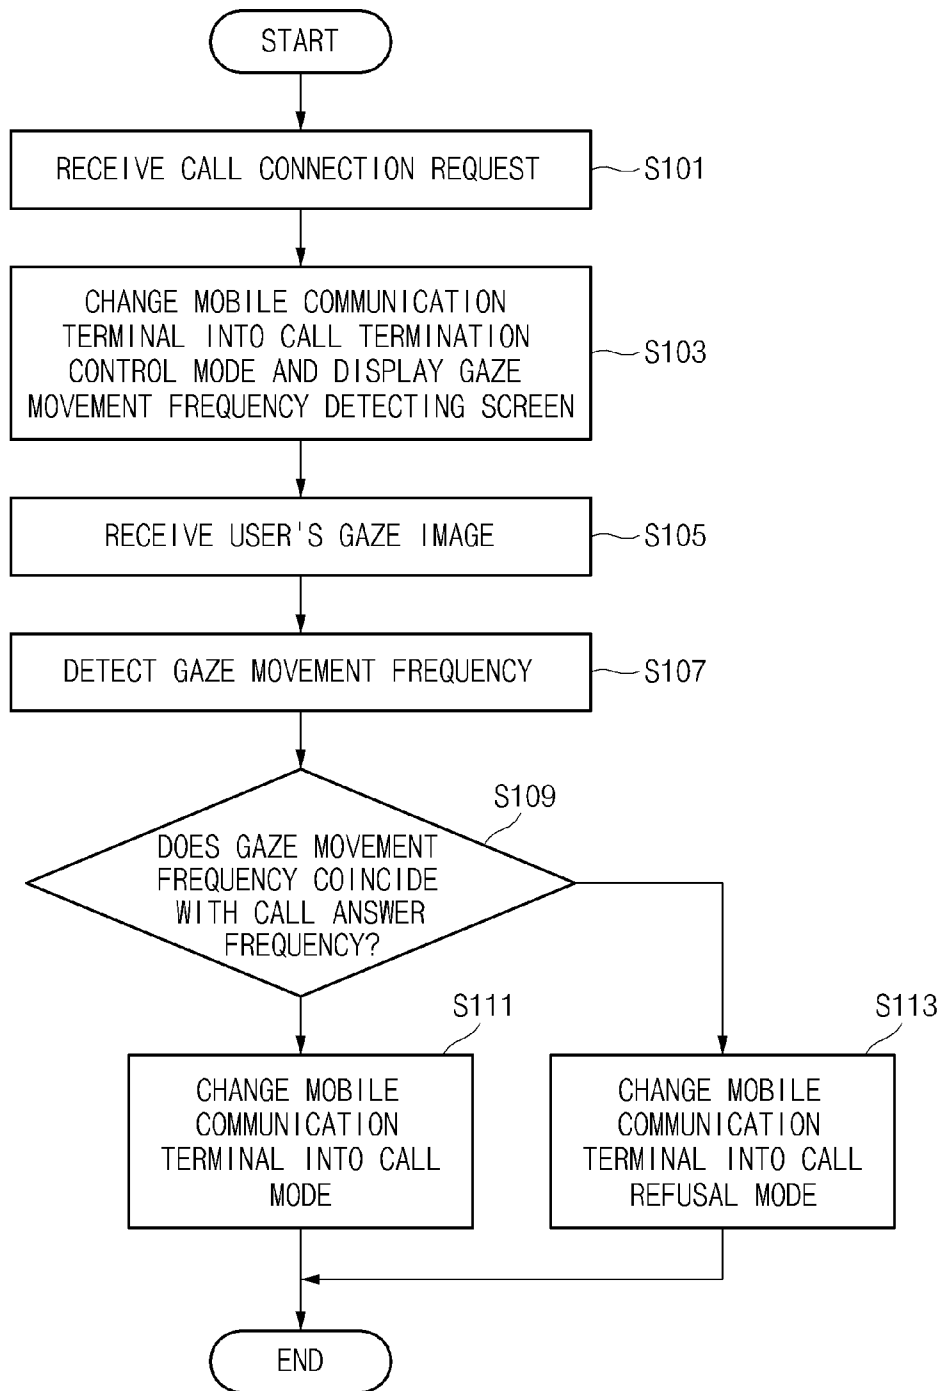 START
RECEIVE CALL CONNECTION REQUEST
S101
CHANGE MOBILE COMMUNICATION
TERMINAL INTO CALL TERMINATION
CONTROL MODE AND DISPLAY GAZE
MOVEMENT FREQUENCY DETECTING SCREEN
S103
RECEIVE USER'S GAZE IMAGE
S105
DETECT GAZE MOVEMENT FREQUENCY
S107
S109
DOES GAZE MOVEMENT
FREQUENCY COINCIDE
WITH CALL ANSWER
FREQUENCY?
S111
CHANGE MOBILE
COMMUNICATION
TERMINAL INTO CALL
MODE
S113
CHANGE MOBILE
COMMUNICATION
TERMINAL INTO CALL
REFUSAL MODE
END